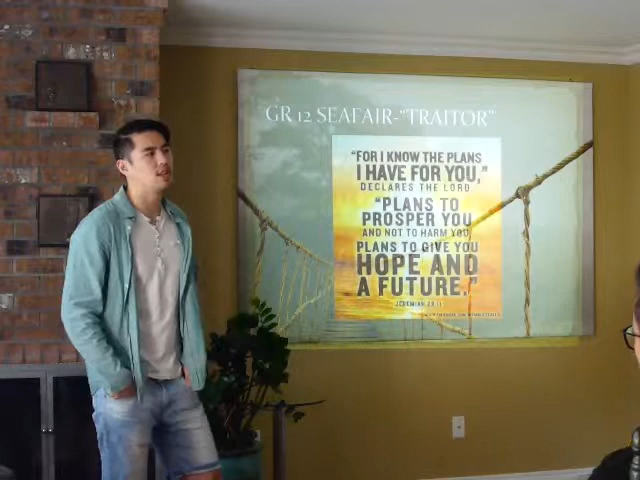 GR 12 SEAFAIR-"TRAITOR"
"FOR I KNOW THE PLANS
I HAVE FOR YOU,"
DECLARES THE LORD
"PLANS TO
PROSPER YOU
AND NOT TO HARM YOU,
PLANS TO GIVE YOU
HOPE AND
A FUTURE."
JEREMIAH 29:11